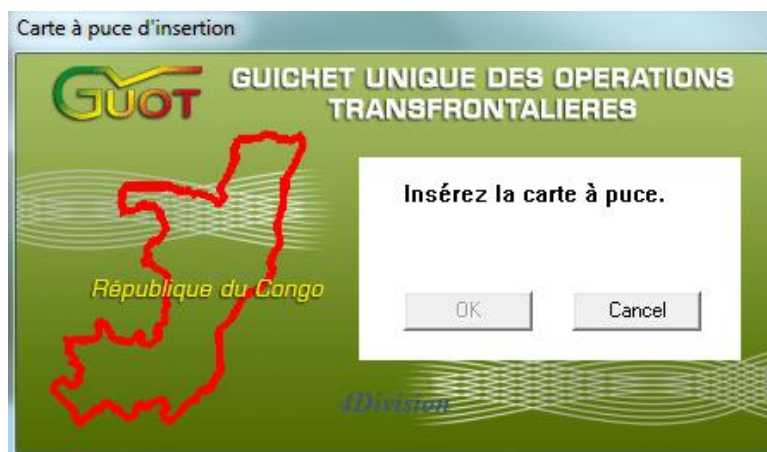 Carte à puce d'insertion
GUOT
GUICHET UNIQUE DES OPERATIONS
TRANSFRONTALIERES
Insérez la carte à puce.
République du Congo
OK
Cancel
4Division